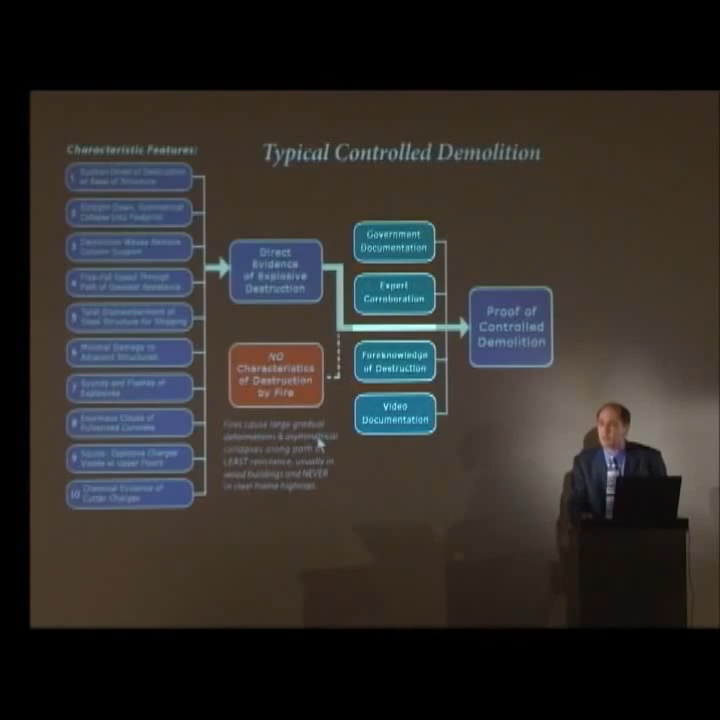 Characteristic Features:
Typical Controlled Demolition
1 Sudden Onset of Destruction
at Base of Structure
2 Straight Down, Symmetrical
Collapse Into Footprint
3 Demolition Waves Remove
Column Support
4 Free-Fall Speed Through
Path of Greatest Resistance
5 Total Dismemberment of
Steel Structure for Shipping
6 Minimal Damage to
Adjacent Structures
7 Sounds and Flashes of
Explosives
8 Enormous Clouds of
Pulverized Concrete
9 Squibs: Explosive Charges
Visible at Upper Floors
10 Chemical Evidence of
Cutter Charges
Direct
Evidence
of Explosive
Destruction
NO
Characteristics
of Destruction
by Fire
Fires cause large gradual
deformations & asymmetrical
collapses along path of
LEAST resistance, usually in
wood buildings and NEVER
in steel frame highrises.
Government
Documentation
Expert
Corroboration
Foreknowledge
of Destruction
Video
Documentation
Proof of
Controlled
Demolition